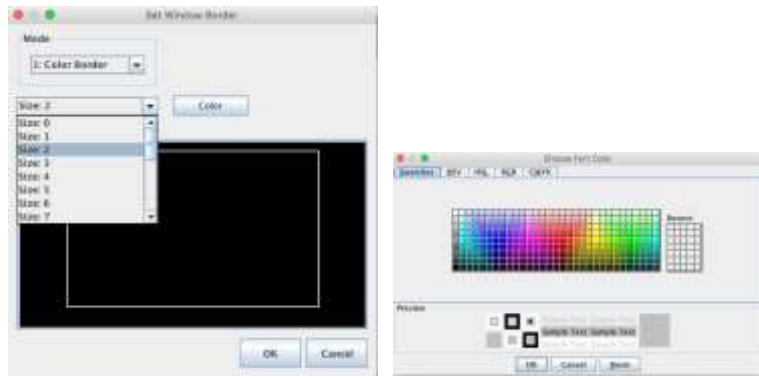 Set Window Border
Mode
1: Color Border
Size: 2
Color
Size: 0
Size: 1
Size: 2
Size: 3
Size: 4
Size: 5
Size: 6
Size: 7
OK
Cancel
Choose Font Color
Swatches HSV HSL RGB CMYK
Recent
Preview
Sample Text Sample Text
Sample Text Sample Text
Sample Text Sample Text
OK Cancel Reset